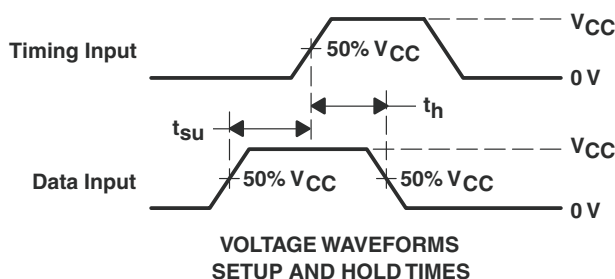 Timing Input
50% VCC
VCC
0 V
th
tsu
Data Input
50% VCC
50% VCC
VCC
0 V
VOLTAGE WAVEFORMS
SETUP AND HOLD TIMES